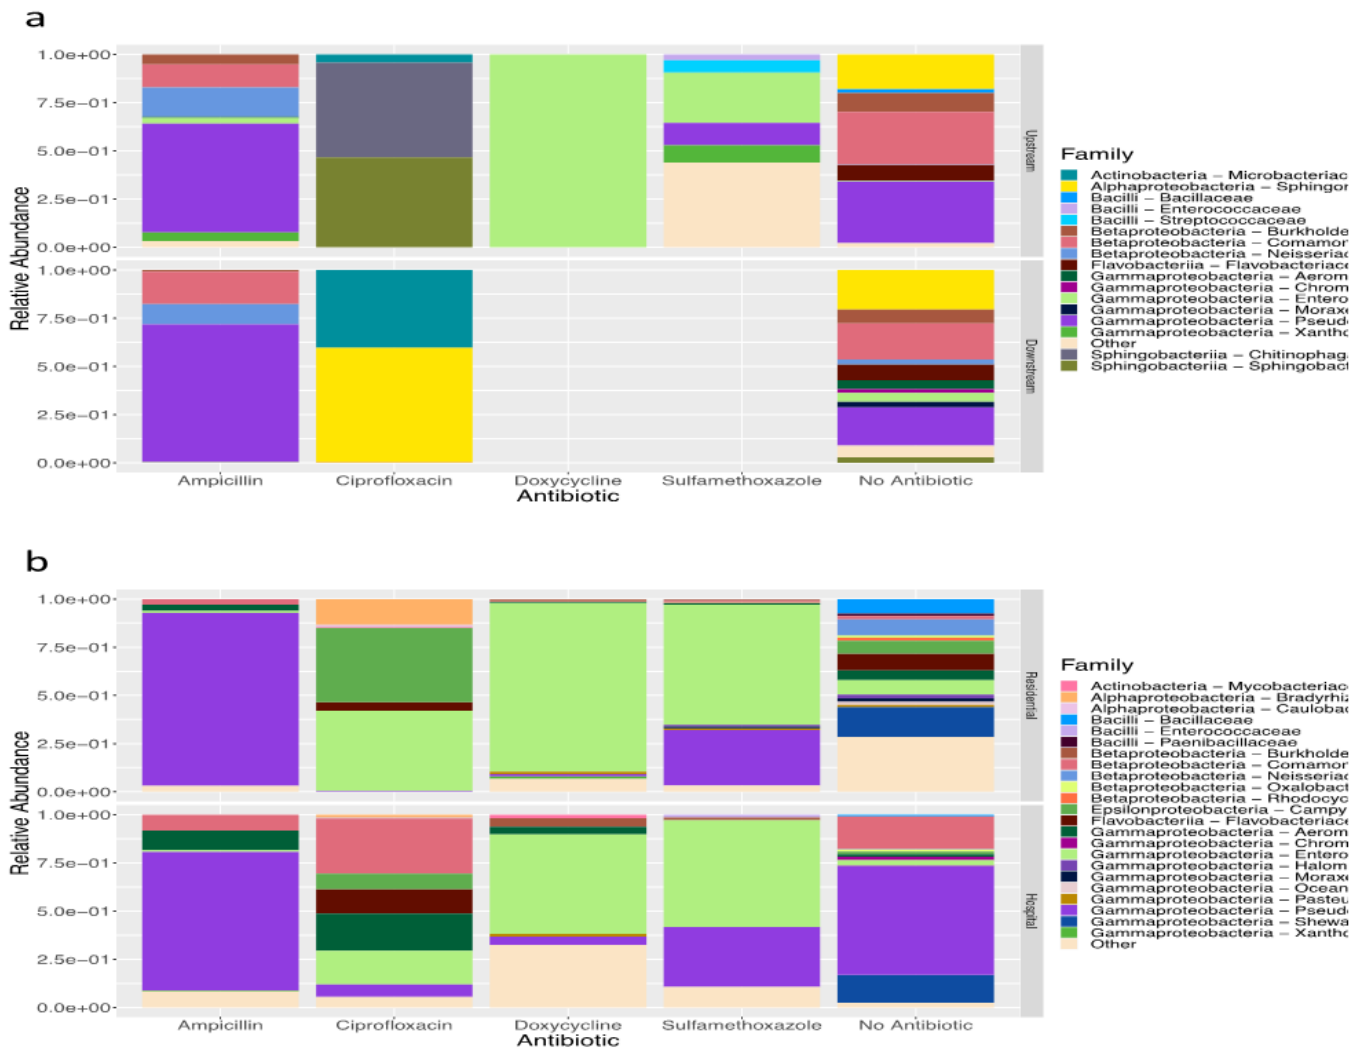 a
Relative Abundance
1.0e+00
7.5e−01
5.0e−01
2.5e−01
0.0e+00
Upstream
1.0e+00
7.5e−01
5.0e−01
2.5e−01
0.0e+00
Downstream
Ampicillin Ciprofloxacin Doxycycline Sulfamethoxazole No Antibiotic
Antibiotic
Family
Actinobacteria − Microbacteriac
Alphaproteobacteria − Sphingor
Bacilli − Bacillaceae
Bacilli − Enterococcaceae
Bacilli − Streptococcaceae
Betaproteobacteria − Burkholde
Betaproteobacteria − Comamor
Betaproteobacteria − Neisseriac
Flavobacteriia − Flavobacteriace
Gammaproteobacteria − Aerom
Gammaproteobacteria − Chrom
Gammaproteobacteria − Entero
Gammaproteobacteria − Moraxe
Gammaproteobacteria − Pseudo
Gammaproteobacteria − Xantho
Other
Sphingobacteriia − Chitinophag
Sphingobacteriia − Sphingobact
b
Relative Abundance
1.0e+00
7.5e−01
5.0e−01
2.5e−01
0.0e+00
Residential
1.0e+00
7.5e−01
5.0e−01
2.5e−01
0.0e+00
Hospital
Ampicillin Ciprofloxacin Doxycycline Sulfamethoxazole No Antibiotic
Antibiotic
Family
Actinobacteria − Mycobacteriac
Alphaproteobacteria − Bradyrhiz
Alphaproteobacteria − Caulobac
Bacilli − Bacillaceae
Bacilli − Enterococcaceae
Bacilli − Paenibacillaceae
Betaproteobacteria − Burkholde
Betaproteobacteria − Comamor
Betaproteobacteria − Neisseriac
Betaproteobacteria − Oxalobact
Betaproteobacteria − Rhodocyc
Epsilonproteobacteria − Campy
Flavobacteriia − Flavobacteriace
Gammaproteobacteria − Aerom
Gammaproteobacteria − Chrom
Gammaproteobacteria − Entero
Gammaproteobacteria − Halom
Gammaproteobacteria − Moraxe
Gammaproteobacteria − Ocean
Gammaproteobacteria − Pasteu
Gammaproteobacteria − Pseudo
Gammaproteobacteria − Shewa
Gammaproteobacteria − Xantho
Other